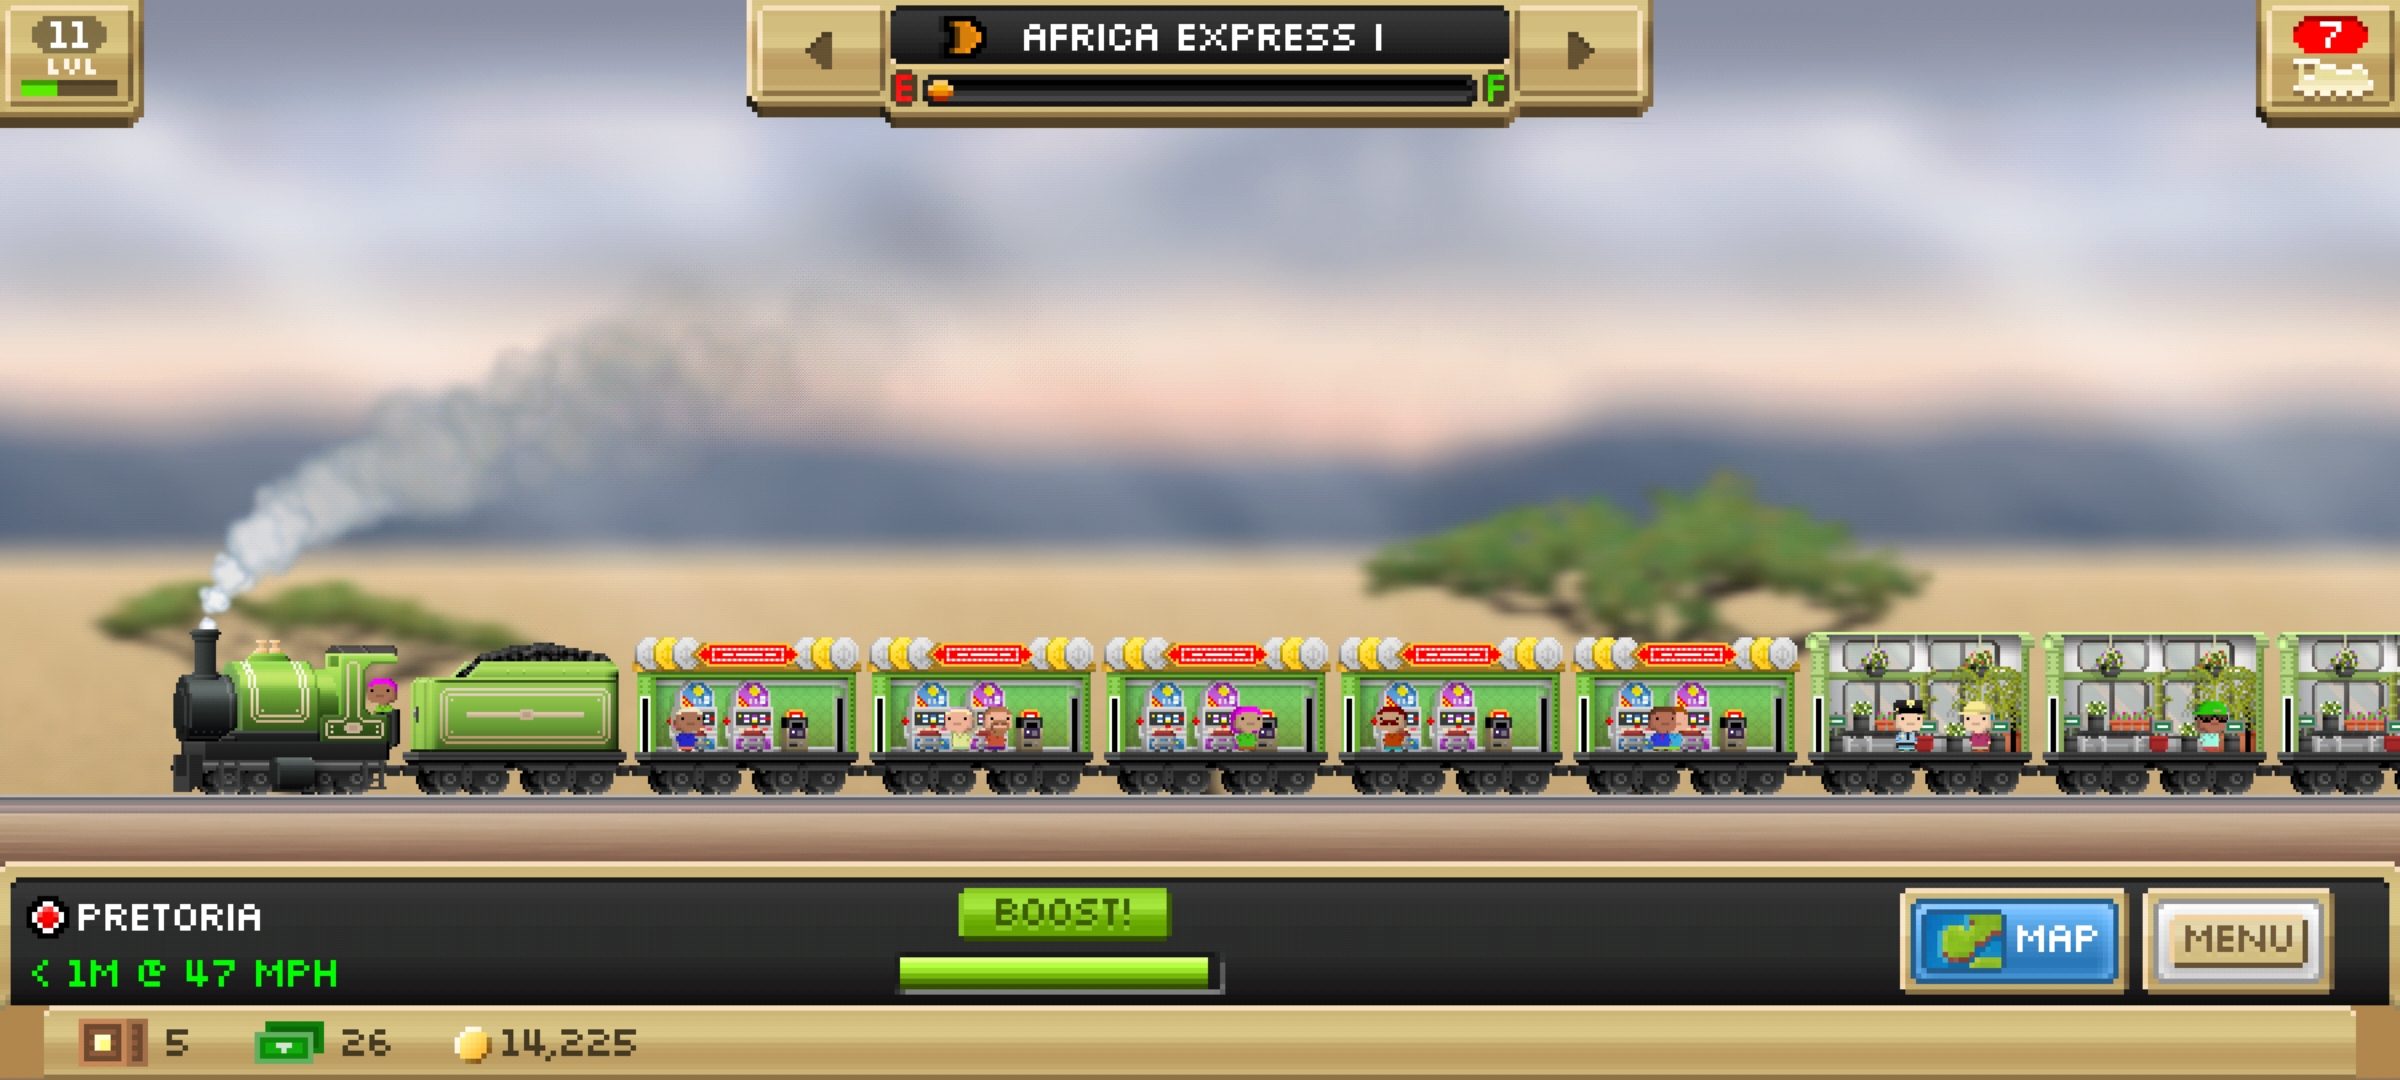 11
LVL
AFRICA EXPRESS I
E F
7
PRETORIA
BOOST!
< 1M @ 47 MPH
MAP
MENU
5 26 14,225